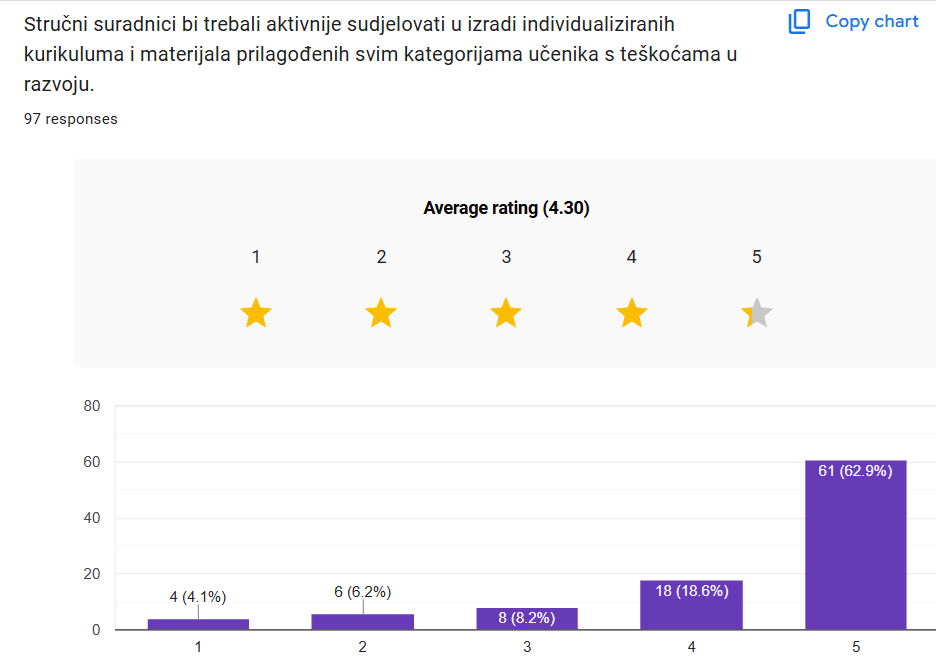 Stručni suradnici bi trebali aktivnije sudjelovati u izradi individualiziranih
kurikuluma i materijala prilagođenih svim kategorijama učenika s teškoćama u
razvoju.
Copy chart
97 responses
Average rating (4.30)
1 2 3 4 5
80
60
40
20
0
4 (4.1%)
6 (6.2%)
8 (8.2%)
18 (18.6%)
61 (62.9%)
1 2 3 4 5